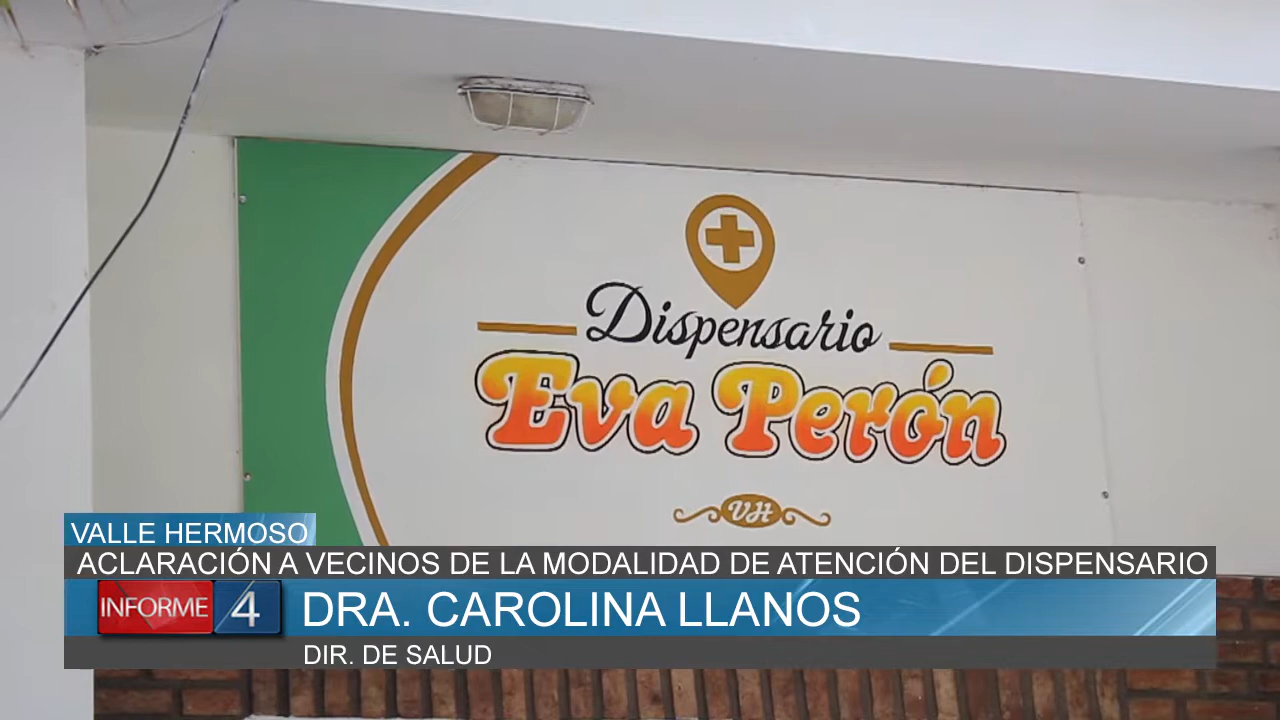 Dispensario
Eva Perón
VH
VALLE HERMOSO
ACLARACIÓN A VECINOS DE LA MODALIDAD DE ATENCIÓN DEL DISPENSARIO
INFORME 4
DRA. CAROLINA LLANOS
DIR. DE SALUD